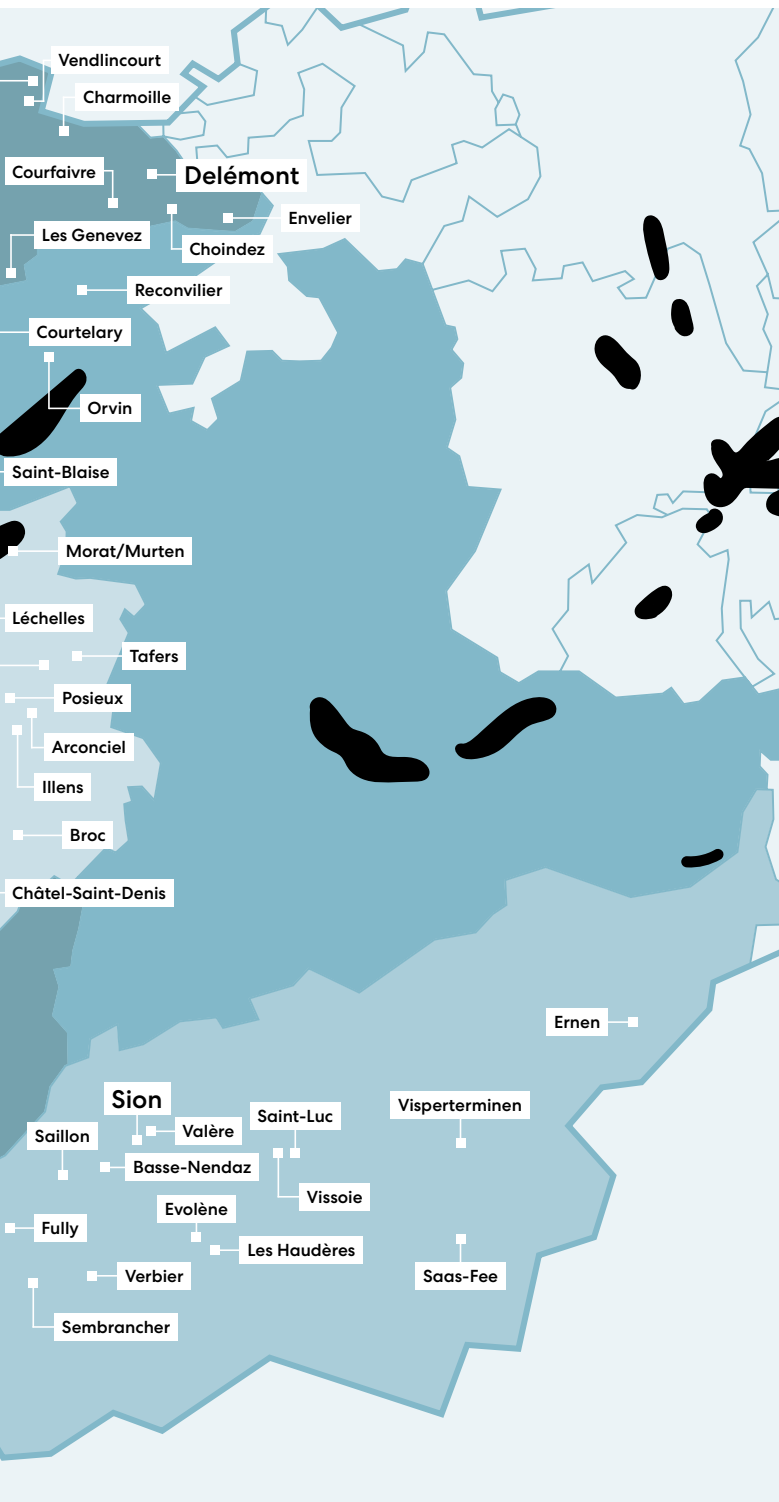 Vendlincourt
Charmoille
Courfaivre
Delémont
Envelier
Les Genevez
Choindez
Reconvilier
Courtelary
Orvin
Saint-Blaise
Morat/Murten
Léchelles
Tafers
Posieux
Arconciel
Illens
Broc
Châtel-Saint-Denis
Ernen
Sion
Visperterminen
Saint-Luc
Valère
Saillon
Basse-Nendaz
Vissoie
Evolène
Fully
Les Haudères
Verbier
Saas-Fee
Sembrancher